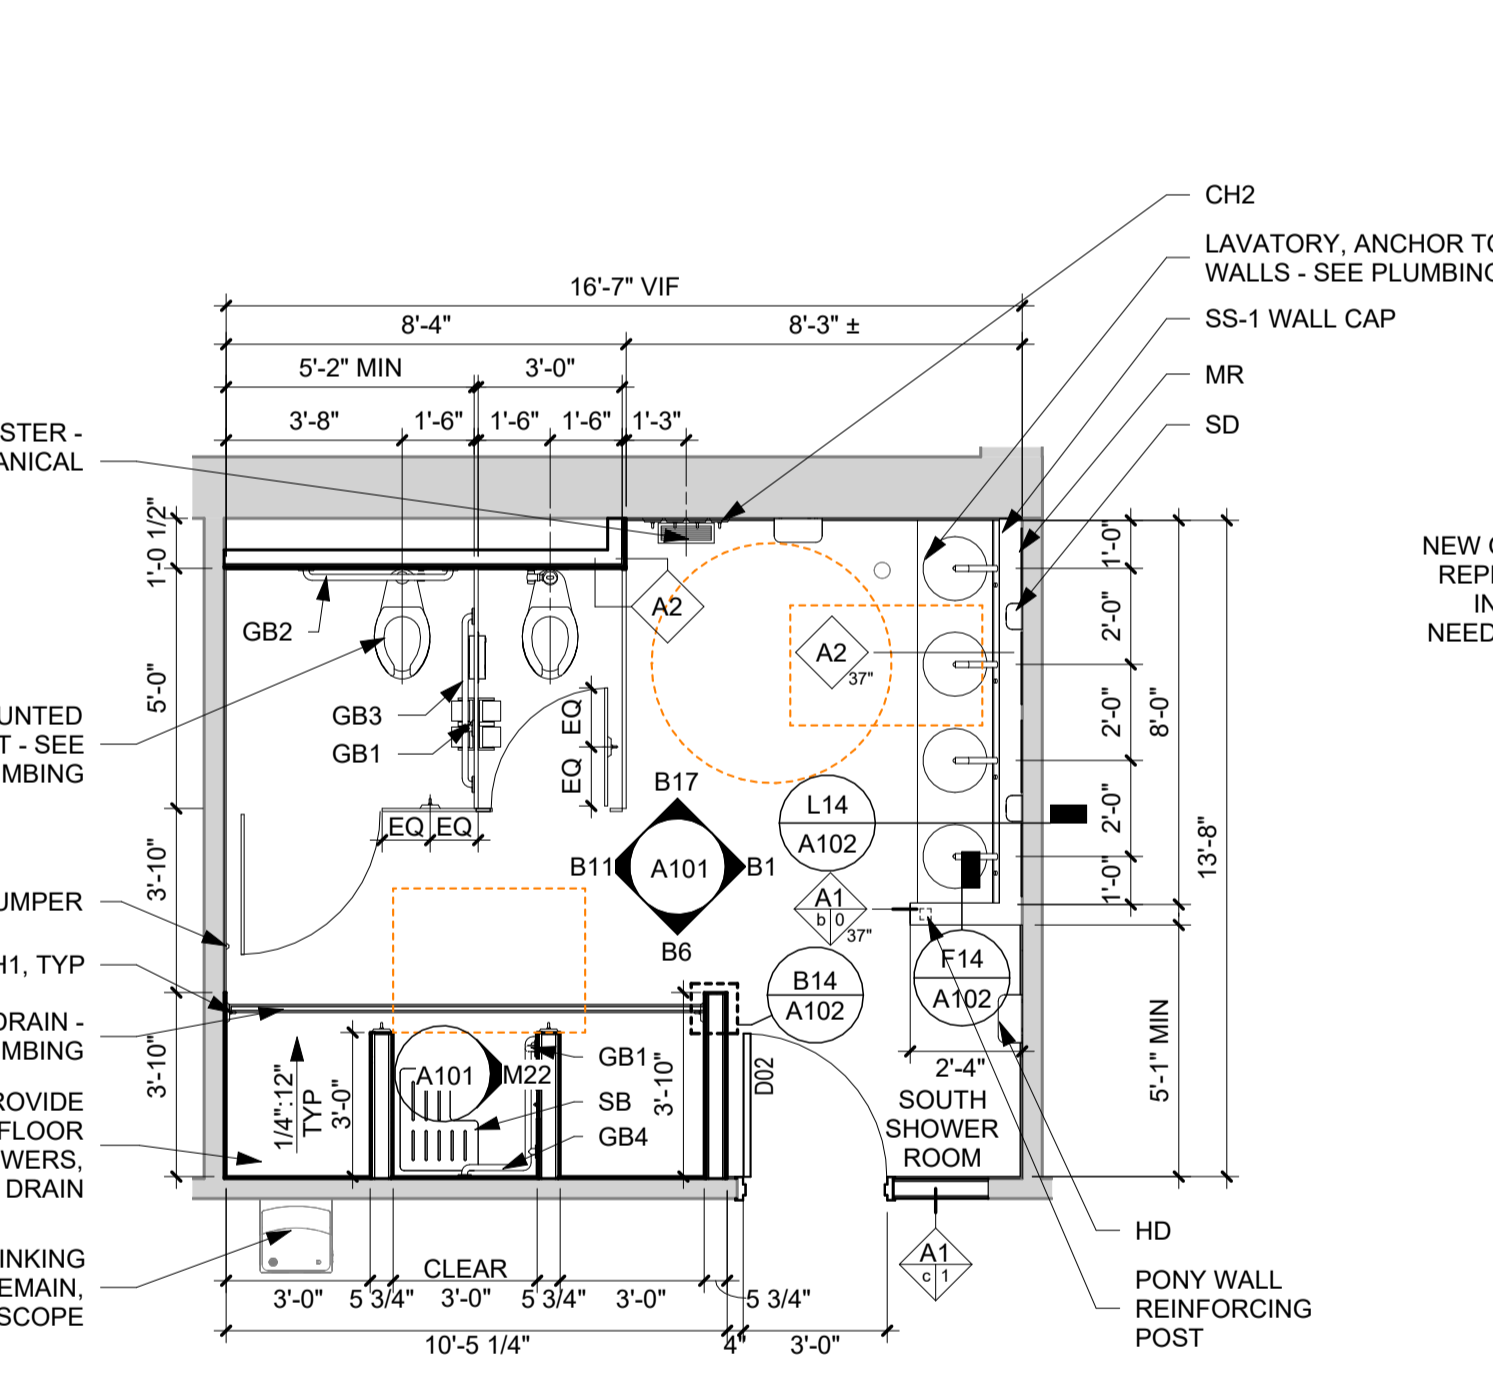 CH2
LAVATORY, ANCHOR TO
WALLS - SEE PLUMBING
SS-1 WALL CAP
MR
SD
16'-7" VIF
8'-4"
8'-3" ±
5'-2" MIN
3'-0"
3'-8"
1'-6"
1'-6"
1'-6"
1'-3"
STER -
ANICAL
1'-0 1/2"
5'-0"
3'-10"
3'-10"
GB2
UNTED
T - SEE
MBING
GB3
GB1
EQ
EQ
EQ
EQ
A2
A2
37"
1'-0"
2'-0"
2'-0"
2'-0"
1'-0"
8'-0"
13'-8"
5'-1" MIN
NEW
REP
IN
NEED
B17
B11
A101
B1
B6
L14
A102
A1
b 0
37"
B14
A102
F14
A102
UMPER
H1, TYP
DRAIN -
MBING
ROVIDE
FLOOR
WERS,
DRAIN
INKING
EMAIN,
SCOPE
1/4":12"
TYP
3'-0"
A101
M22
GB1
SB
GB4
3'-10"
D02
2'-4"
SOUTH
SHOWER
ROOM
HD
PONY WALL
REINFORCING
POST
A1
c 1
CLEAR
3'-0"
5 3/4"
3'-0"
5 3/4"
3'-0"
5 3/4"
10'-5 1/4"
4"
3'-0"